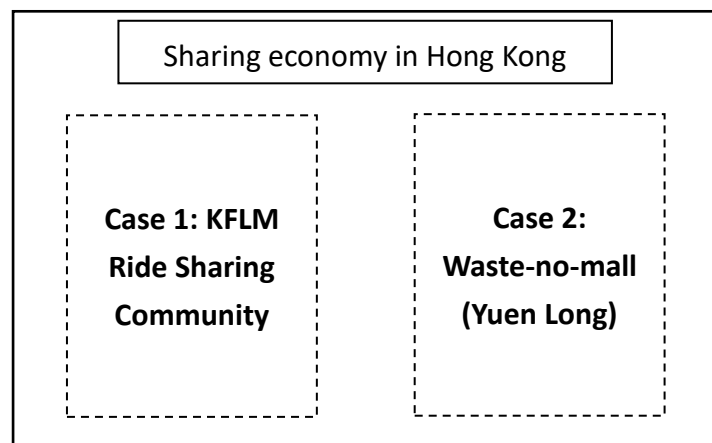 Sharing economy in Hong Kong
Case 1: KFLM
Ride Sharing
Community
Case 2:
Waste-no-mall
(Yuen Long)